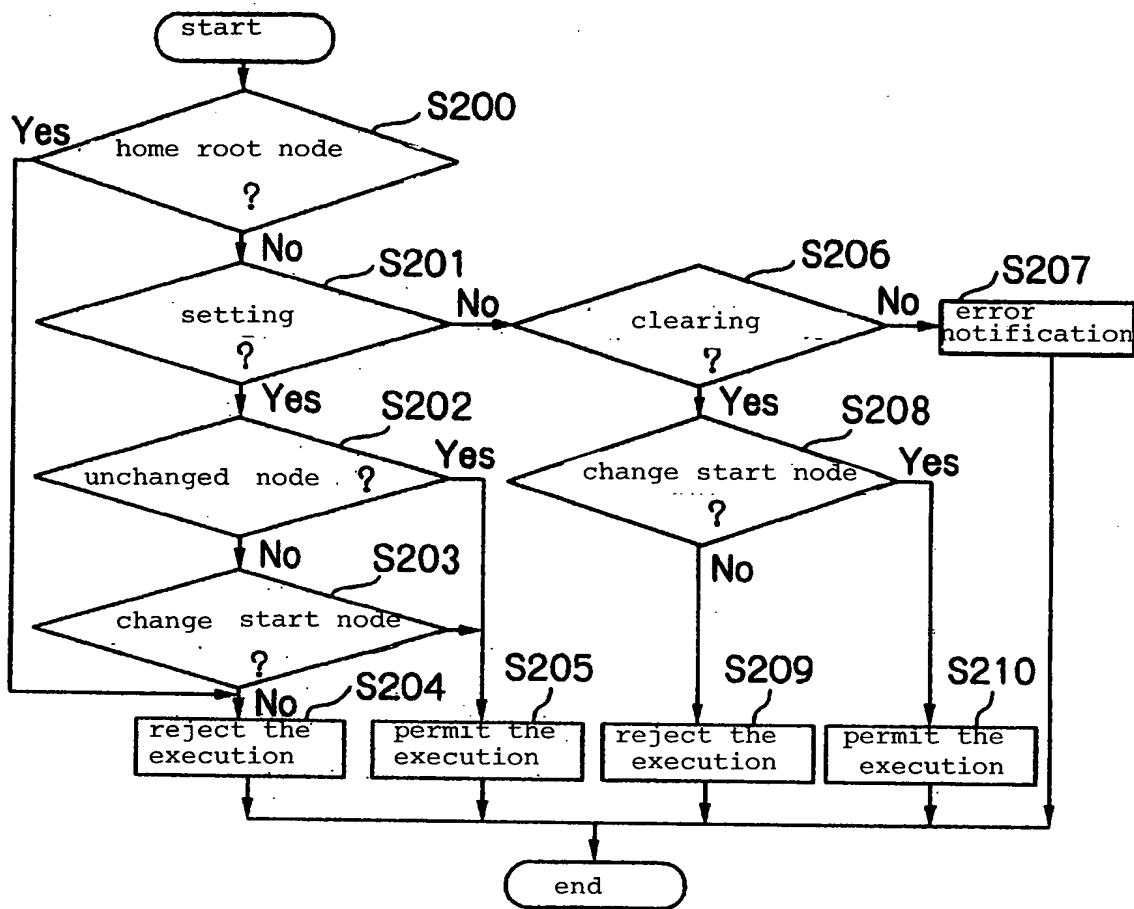 start
S200
Yes
home root node
?
No
S201
setting
?
No
S206
clearing
?
No
S207
error
notification
Yes
S202
unchanged node ?
Yes
Yes
S208
change start node
?
Yes
No
S203
change start node
?
No
No
S204
reject the
execution
S205
permit the
execution
S209
reject the
execution
S210
permit the
execution
end